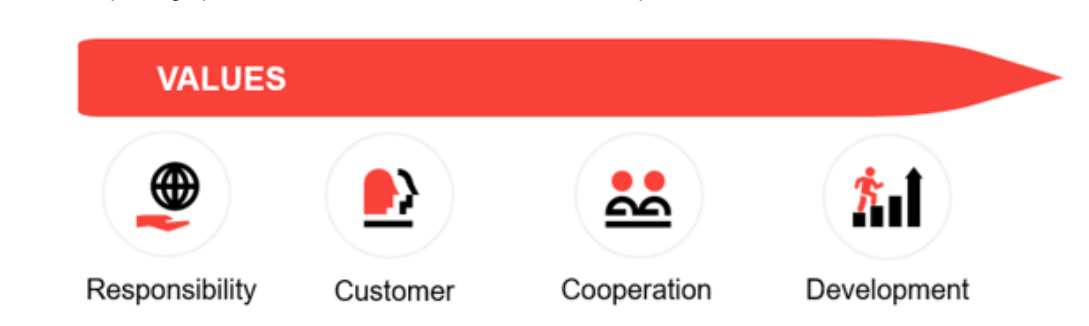 VALUES
Responsibility
Customer
Cooperation
Development